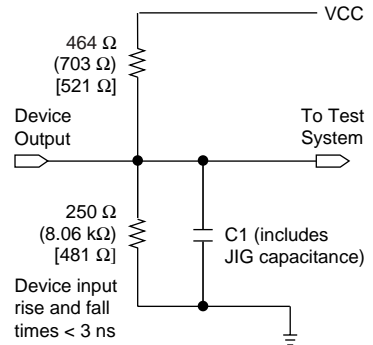 VCC
464 Ω
(703 Ω)
[521 Ω]
Device
Output
To Test
System
250 Ω
(8.06 kΩ)
[481 Ω]
C1 (includes
JIG capacitance)
Device input
rise and fall
times < 3 ns